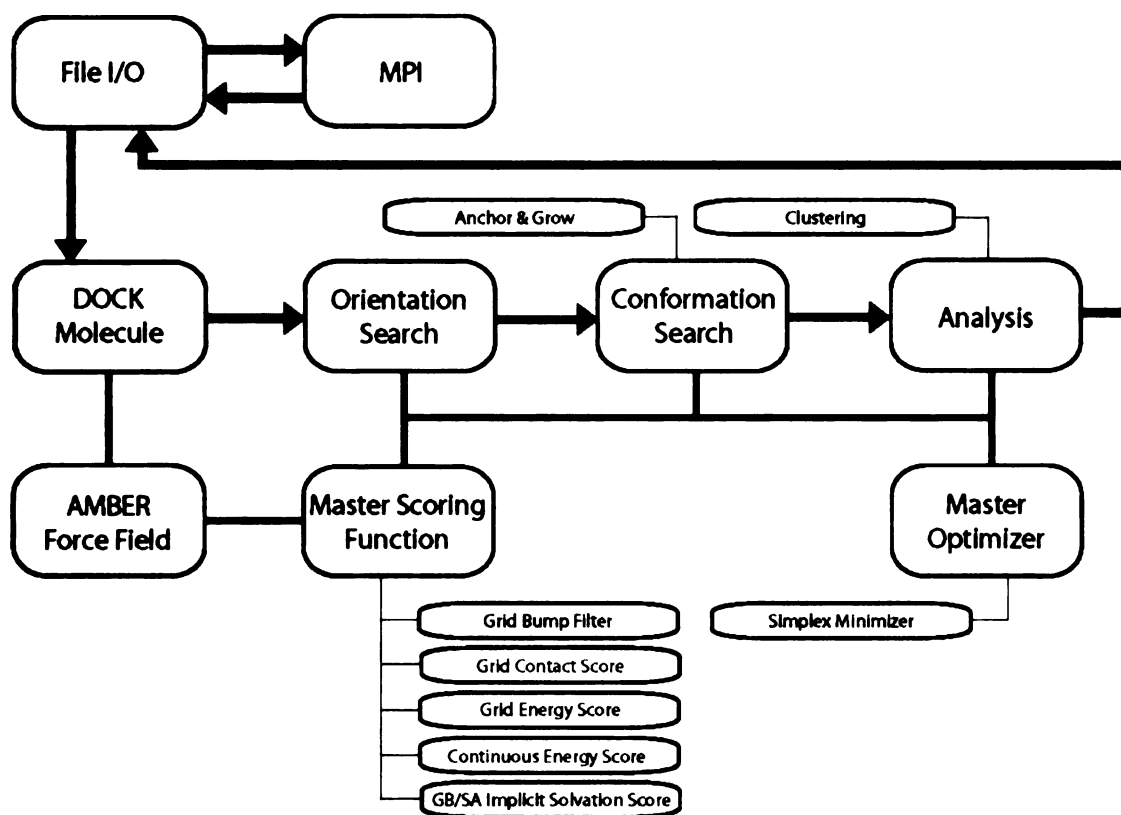 File I/O
MPI
Anchor & Grow
Clustering
DOCK
Molecule
Orientation
Search
Conformation
Search
Analysis
AMBER
Force Field
Master Scoring
Function
Master
Optimizer
Grid Bump Filter
Simplex Minimizer
Grid Contact Score
Grid Energy Score
Continuous Energy Score
GB/SA Implicit Solvation Score